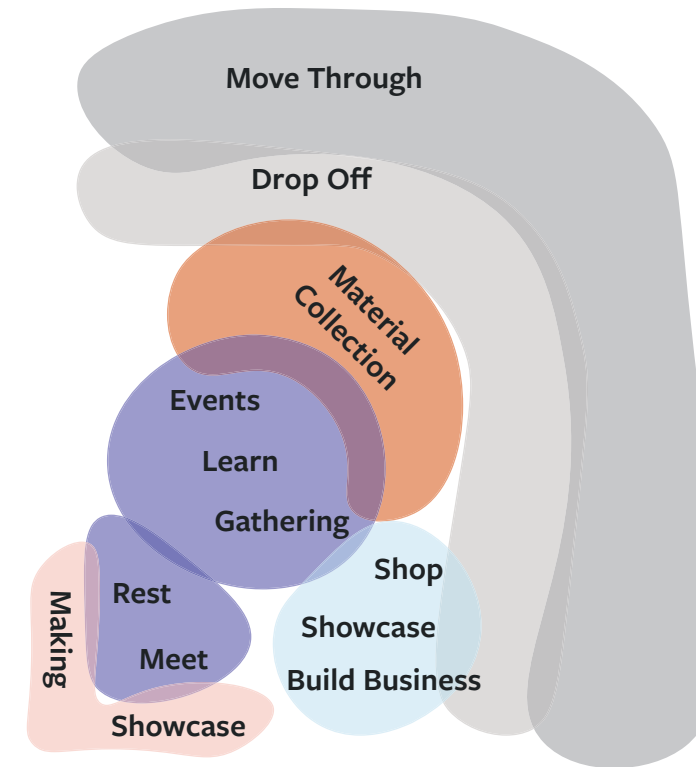 Move Through
Drop Off
Material
Collection
Events
Learn
Gathering
Shop
Rest
Making
Showcase
Meet
Build Business
Showcase